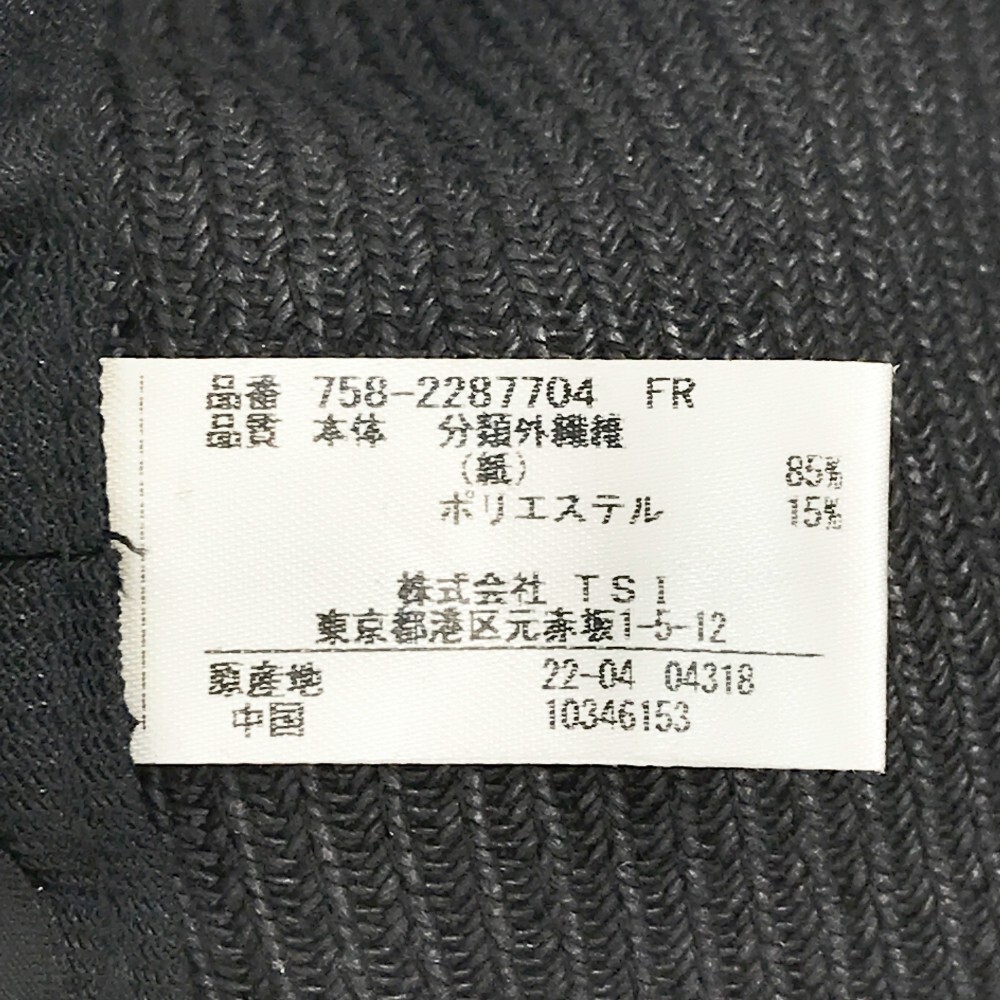 品番 758-2287704 FR
品質 本体 分類外繊維
(紙) 85%
ポリエステル 15%
株式会社 TSI
東京都港区元赤坂1-5-12
原産地 22-04 04318
中国 10346153